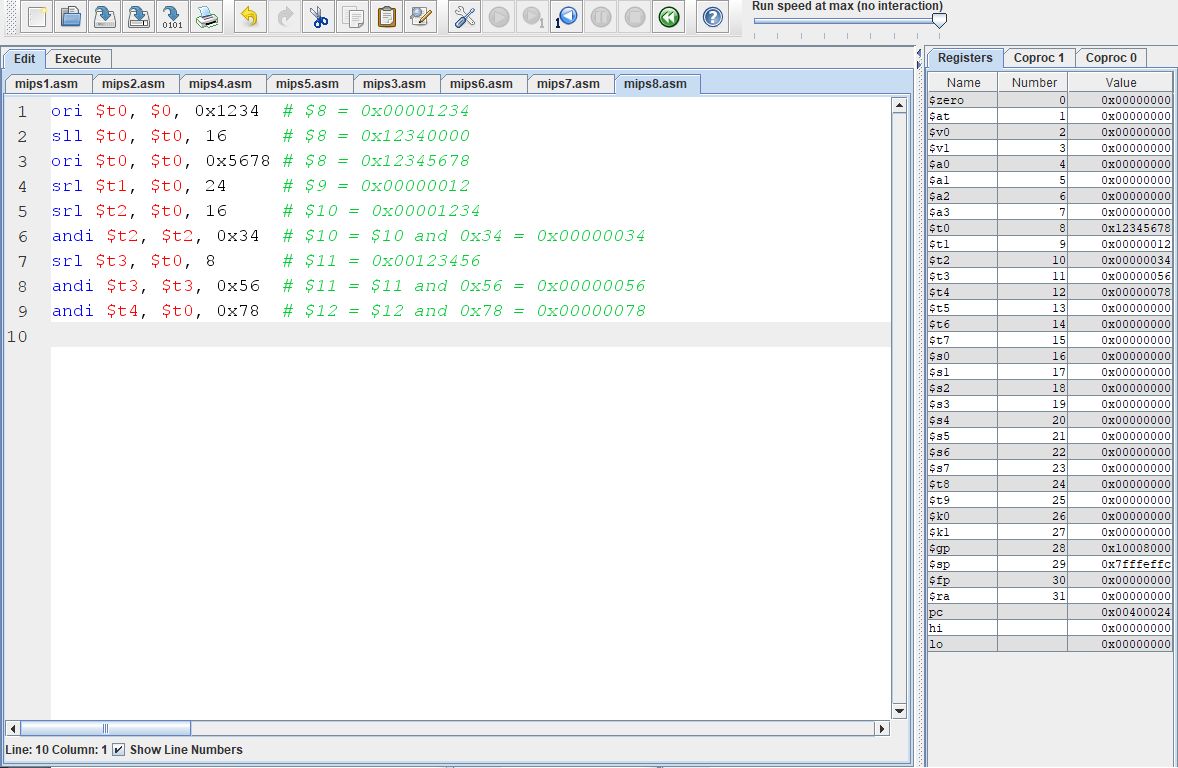 0101
1
1
Run speed at max (no interaction)
Edit Execute
mips1.asm mips2.asm mips4.asm mips5.asm mips3.asm mips6.asm mips7.asm mips8.asm
1 ori $t0, $0, 0x1234 # $8 = 0x00001234
2 sll $t0, $t0, 16 # $8 = 0x12340000
3 ori $t0, $t0, 0x5678 # $8 = 0x12345678
4 srl $t1, $t0, 24 # $9 = 0x00000012
5 srl $t2, $t0, 16 # $10 = 0x00001234
6 andi $t2, $t2, 0x34 # $10 = $10 and 0x34 = 0x00000034
7 srl $t3, $t0, 8 # $11 = 0x00123456
8 andi $t3, $t3, 0x56 # $11 = $11 and 0x56 = 0x00000056
9 andi $t4, $t0, 0x78 # $12 = $12 and 0x78 = 0x00000078
10
Line: 10 Column: 1 Show Line Numbers
Registers Coproc 1 Coproc 0
Name Number Value
$zero 0 0x00000000
$at 1 0x00000000
$v0 2 0x00000000
$v1 3 0x00000000
$a0 4 0x00000000
$a1 5 0x00000000
$a2 6 0x00000000
$a3 7 0x00000000
$t0 8 0x12345678
$t1 9 0x00000012
$t2 10 0x00000034
$t3 11 0x00000056
$t4 12 0x00000078
$t5 13 0x00000000
$t6 14 0x00000000
$t7 15 0x00000000
$s0 16 0x00000000
$s1 17 0x00000000
$s2 18 0x00000000
$s3 19 0x00000000
$s4 20 0x00000000
$s5 21 0x00000000
$s6 22 0x00000000
$s7 23 0x00000000
$t8 24 0x00000000
$t9 25 0x00000000
$k0 26 0x00000000
$k1 27 0x00000000
$gp 28 0x10008000
$sp 29 0x7fffeffc
$fp 30 0x00000000
$ra 31 0x00000000
pc 0x00400024
hi 0x00000000
lo 0x00000000